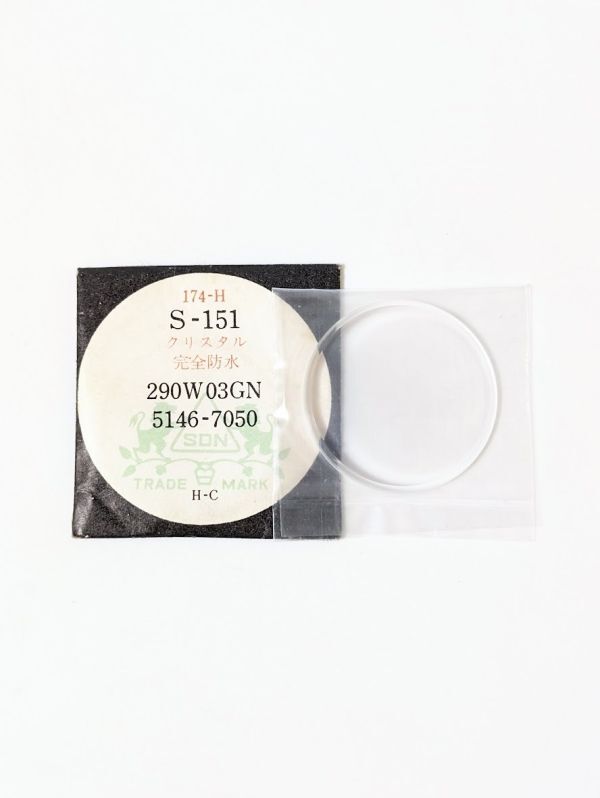 174-H
S-151
クリスタル
完全防水
290W03GN
5146-7050
SDN
TRADE MARK
H-C